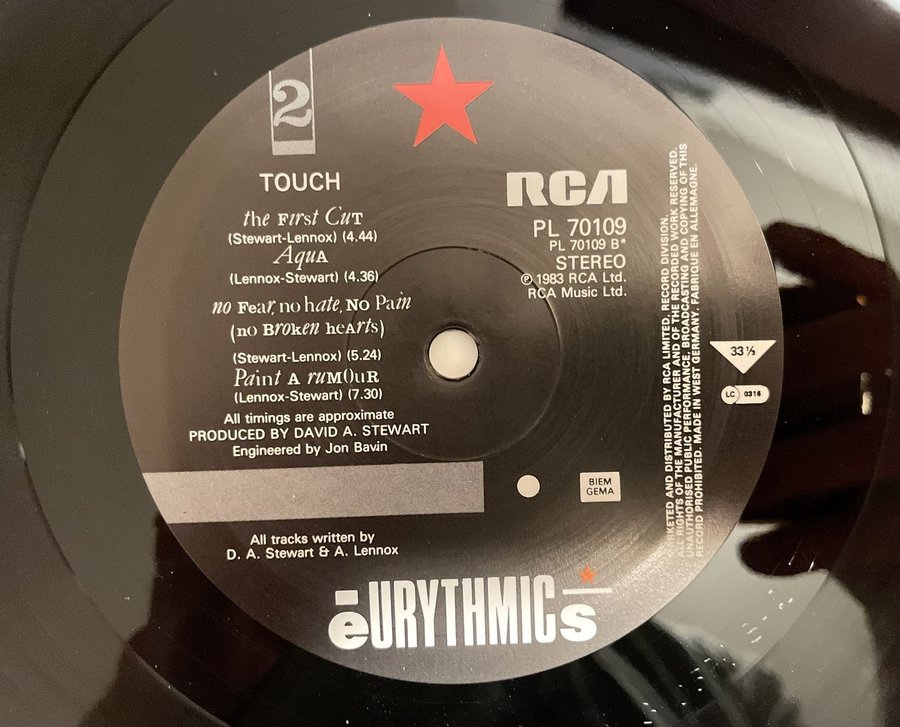 2
TOUCH
the First Cut
(Stewart-Lennox) (4.44)
Aqua
(Lennox-Stewart) (4.36)
no Fear, no hate, No Pain
(no Broken heArts)
(Stewart-Lennox) (5.24)
Paint A ruMOuR
(Lennox-Stewart) (7.30)
All timings are approximate
PRODUCED BY DAVID A. STEWART
Engineered by Jon Bavin
All tracks written by
D. A. Stewart & A. Lennox
RCA
PL 70109
PL 70109 B*
STEREO
℗ 1983 RCA Ltd.
RCA Music Ltd.
BIEM
GEMA
33⅓
LC 0316
MARKETED AND DISTRIBUTED BY RCA LIMITED, RECORD DIVISION.
ALL RIGHTS OF THE MANUFACTURER AND OF THE RECORDED WORK RESERVED.
UNAUTHORISED PUBLIC PERFORMANCE, BROADCASTING AND COPYING OF THIS
RECORD PROHIBITED. MADE IN WEST GERMANY. FABRIQUE EN ALLEMAGNE.
eURYTHMICs